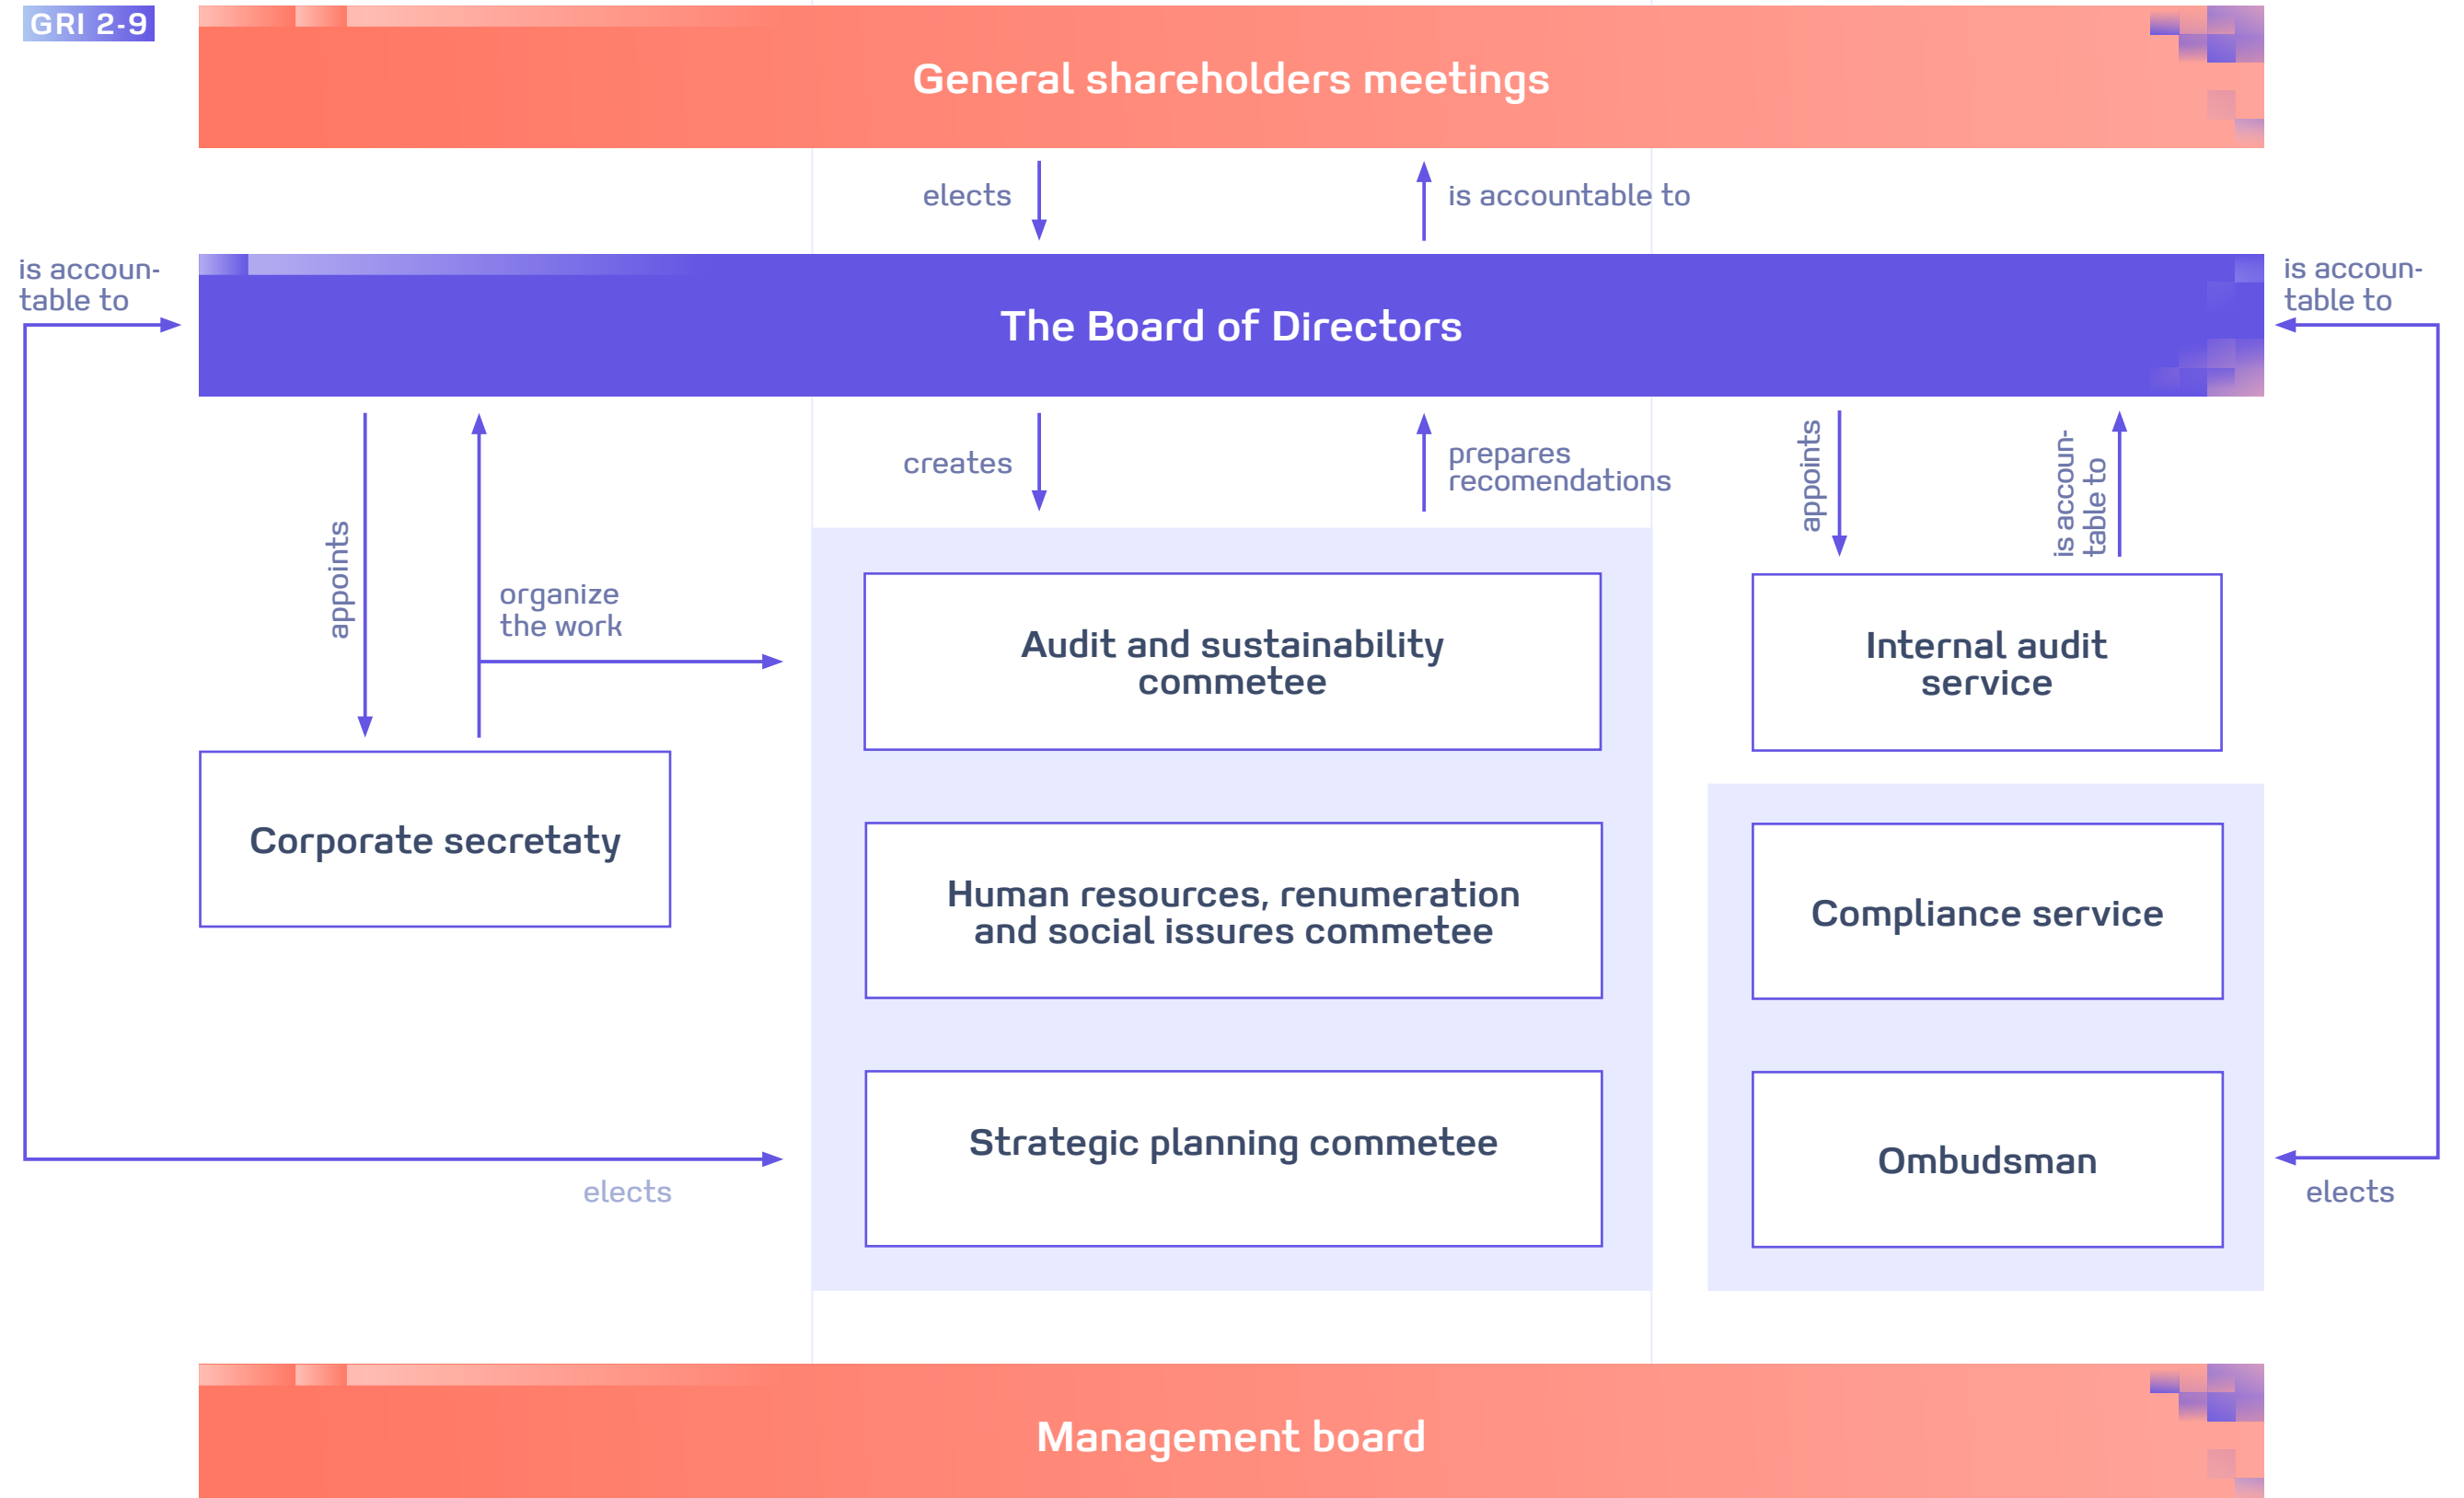 GRI 2-9
General shareholders meetings
elects
is accountable to
is accoun-
table to
The Board of Directors
is accoun-
table to
appoints
organize
the work
creates
prepares
recomendations
appoints
is accoun-
table to
Audit and sustainability
commetee
Internal audit
service
Corporate secretaty
Human resources, renumeration
and social issures commetee
Compliance service
Strategic planning commetee
Ombudsman
elects
elects
Management board